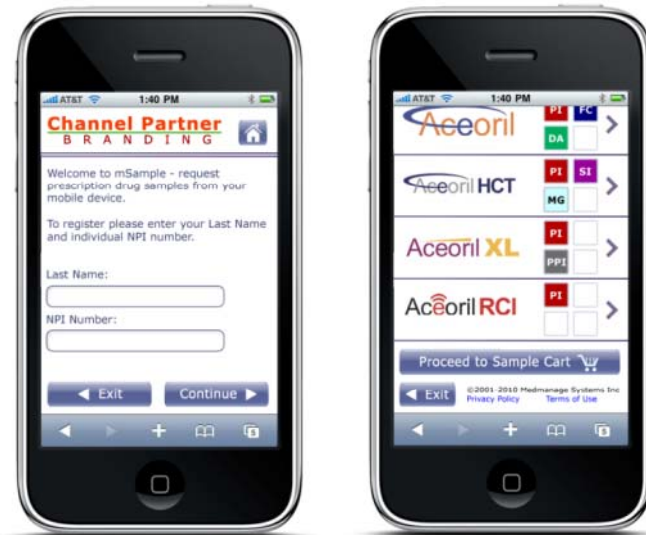 AT&T 1:40 PM
Channel Partner
BRANDING
Welcome to mSample - request
prescription drug samples from your
mobile device.
To register please enter your Last Name
and individual NPI number.
Last Name:
NPI Number:
Exit Continue
5
AT&T 1:40 PM
Aceoril
PI FC
DA
Aceoril HCT
PI SI
MG
Aceoril XL
PI
PPI
Aceoril RCI
PI
Proceed to Sample Cart
Exit
©2001-2010 Medmanage Systems Inc
Privacy Policy Terms of Use
5